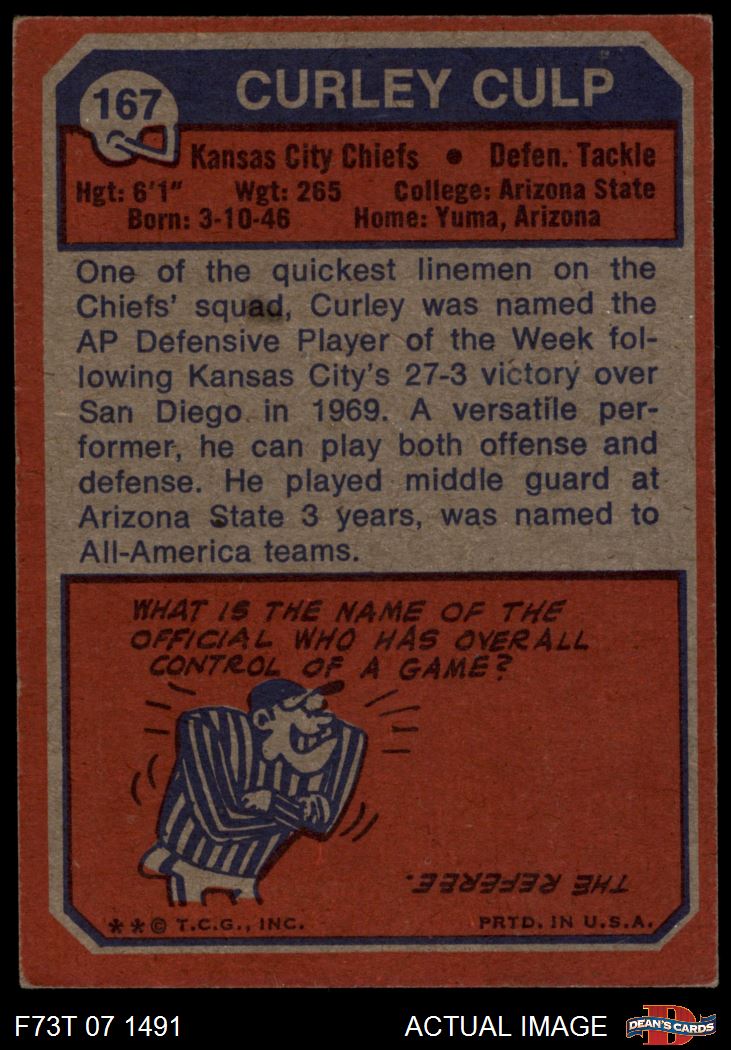 167
CURLEY CULP
Kansas City Chiefs • Defen. Tackle
Hgt: 6'1" Wgt: 265 College: Arizona State
Born: 3-10-46 Home: Yuma, Arizona
One of the quickest linemen on the
Chiefs' squad, Curley was named the
AP Defensive Player of the Week fol-
lowing Kansas City's 27-3 victory over
San Diego in 1969. A versatile per-
former, he can play both offense and
defense. He played middle guard at
Arizona State 3 years, was named to
All-America teams.
WHAT IS THE NAME OF THE
OFFICIAL WHO HAS OVERALL
CONTROL OF A GAME?
THE REFEREE.
**© T.C.G., INC. PRTD. IN U.S.A.
F73T 07 1491 ACTUAL IMAGE DEAN'S CARDS